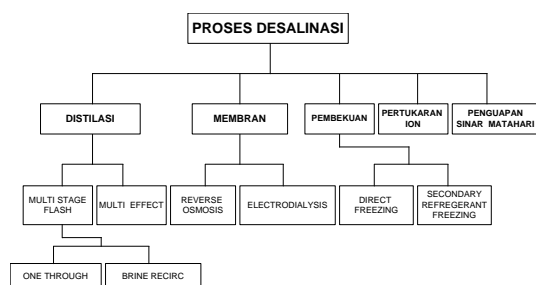 PROSES DESALINASI
DISTILASI
MEMBRAN
PEMBEKUAN
PERTUKARAN
ION
PENGUAPAN
SINAR MATAHARI
MULTI STAGE
FLASH
MULTI EFFECT
REVERSE
OSMOSIS
ELECTRODIALYSIS
DIRECT
FREEZING
SECONDARY
REFREGERANT
FREEZING
ONE THROUGH
BRINE RECIRC